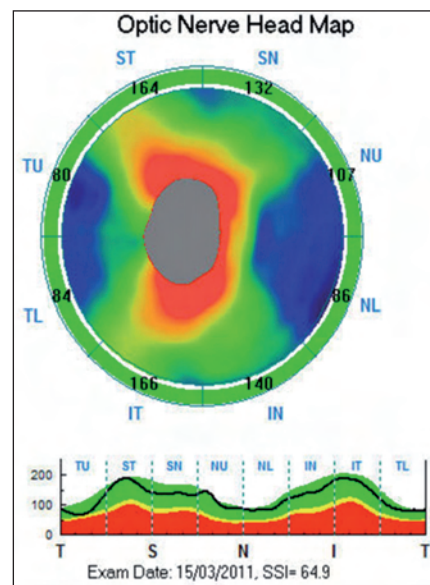 Optic Nerve Head Map
ST SN
164 132
TU NU
80 107
84 86
TL NL
166 140
IT IN
TU ST SN NU NL IN IT TL
200
100
0
T S N I T
Exam Date: 15/03/2011, SSI= 64.9